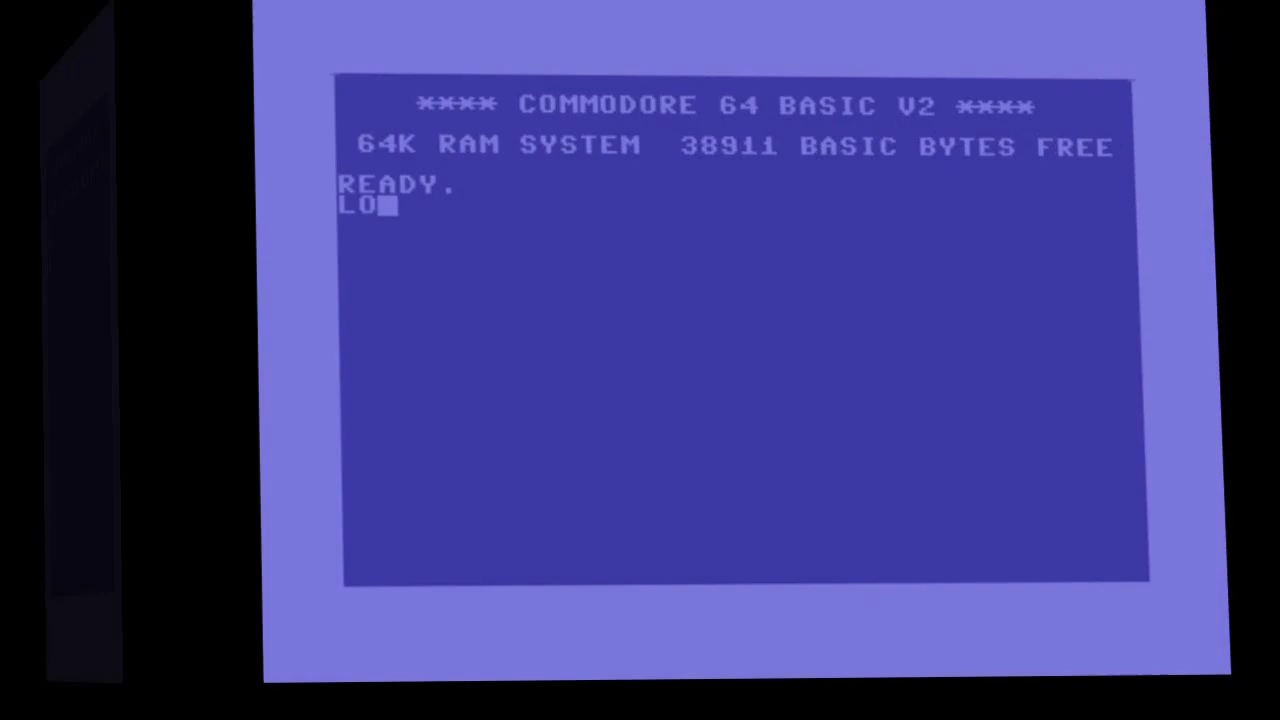 **** COMMODORE 64 BASIC V2 ****
64K RAM SYSTEM  38911 BASIC BYTES FREE
READY.
LO